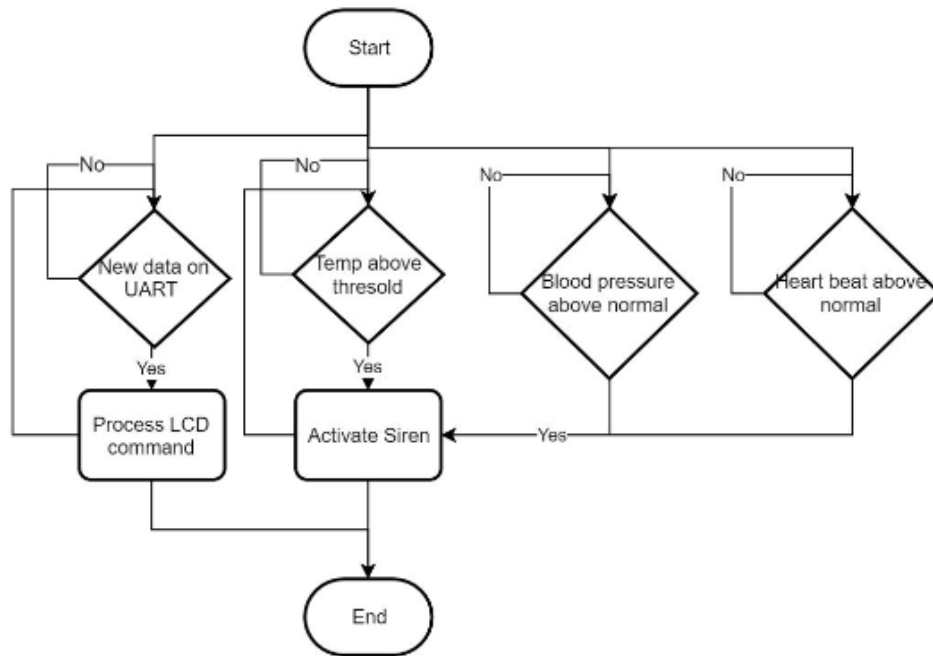 Start
No
No
No
No
New data on
UART
Temp above
thresold
Blood pressure
above normal
Heart beat above
normal
Yes
Yes
Process LCD
command
Activate Siren
Yes
End